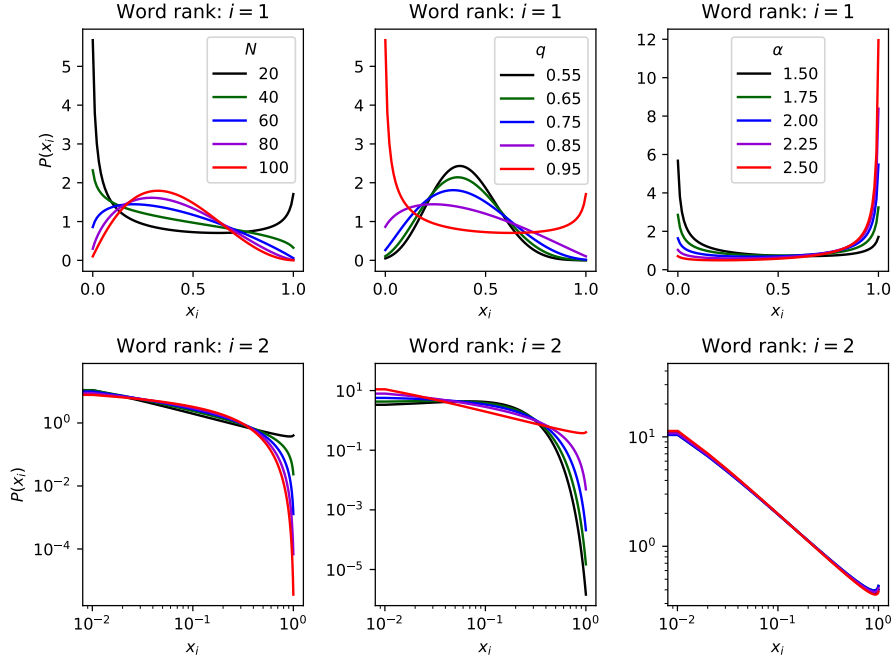 Word rank: i = 1
Word rank: i = 1
Word rank: i = 1
N
20
40
60
80
100
q
0.55
0.65
0.75
0.85
0.95
α
1.50
1.75
2.00
2.25
2.50
P(x_i)
5
4
3
2
1
0
5
4
3
2
1
0
12
10
8
6
4
2
0
0.0 0.5 1.0
0.0 0.5 1.0
0.0 0.5 1.0
x_i
x_i
x_i
Word rank: i = 2
Word rank: i = 2
Word rank: i = 2
P(x_i)
10^0
10^−2
10^−4
10^1
10^−1
10^−3
10^−5
10^1
10^0
10^−2 10^−1 10^0
10^−2 10^−1 10^0
10^−2 10^−1 10^0
x_i
x_i
x_i